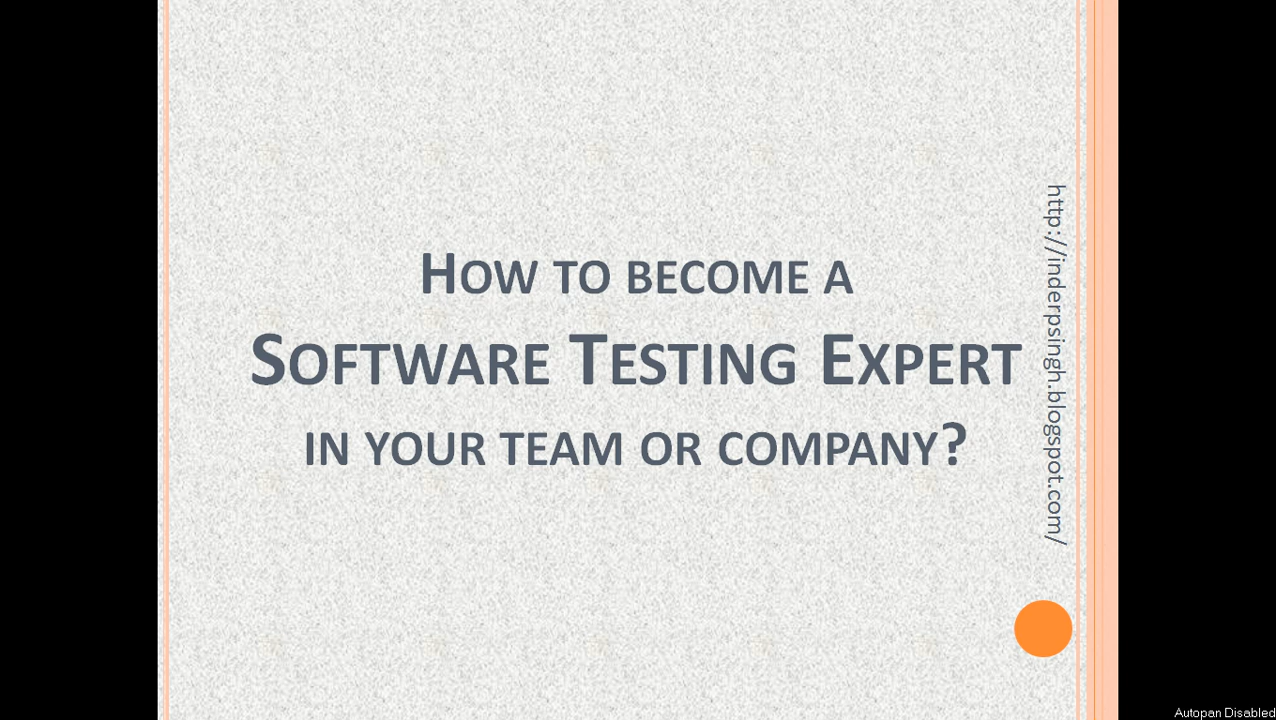 How to become a
Software Testing Expert
in your team or company?
http://inderpsingh.blogspot.com/
Autopan Disabled